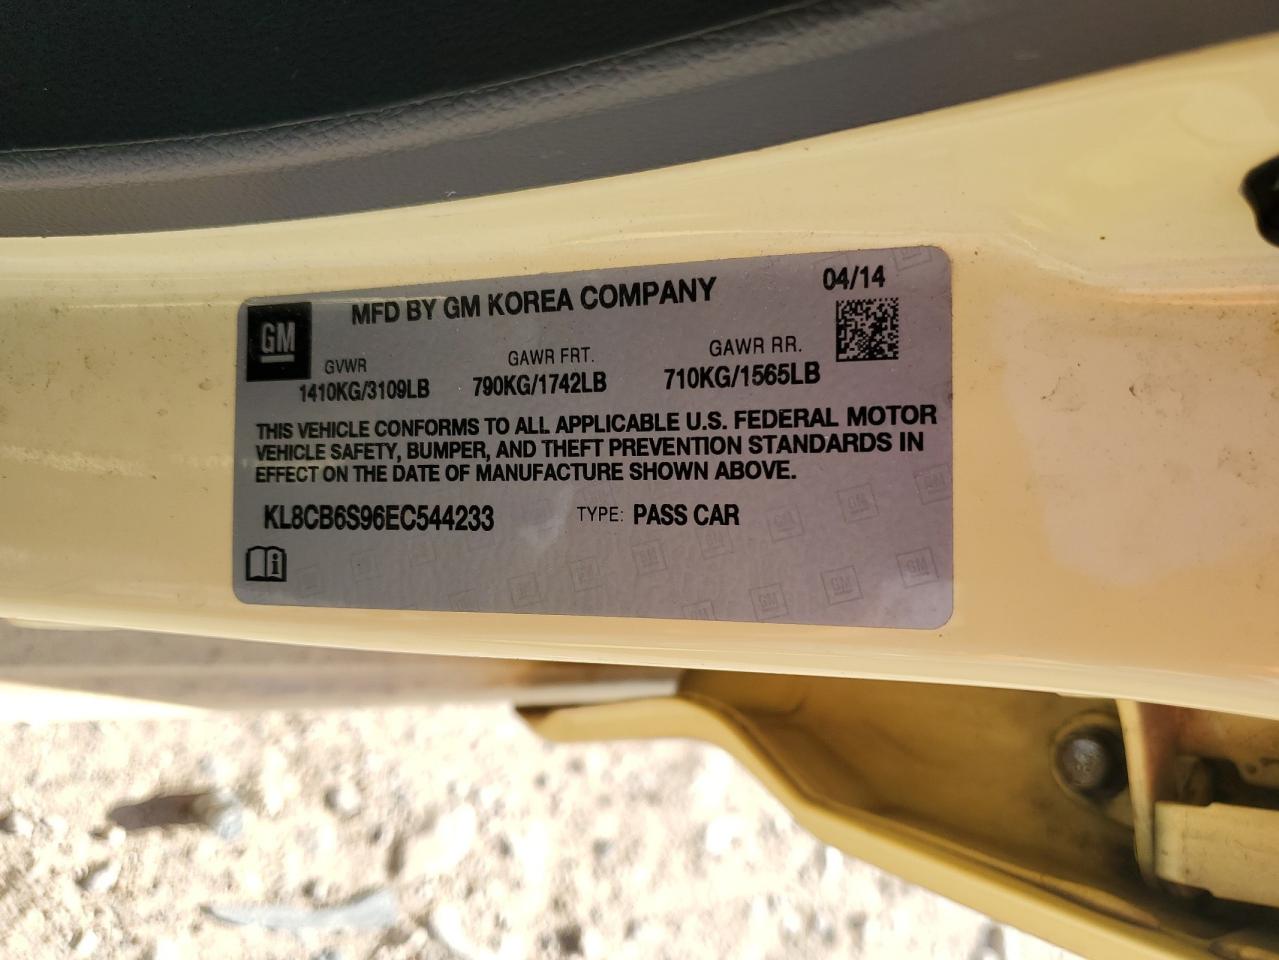 MFD BY GM KOREA COMPANY 04/14
GM
GVWR GAWR FRT. GAWR RR.
1410KG/3109LB 790KG/1742LB 710KG/1565LB
THIS VEHICLE CONFORMS TO ALL APPLICABLE U.S. FEDERAL MOTOR
VEHICLE SAFETY, BUMPER, AND THEFT PREVENTION STANDARDS IN
EFFECT ON THE DATE OF MANUFACTURE SHOWN ABOVE.
KL8CB6S96EC544233 TYPE: PASS CAR